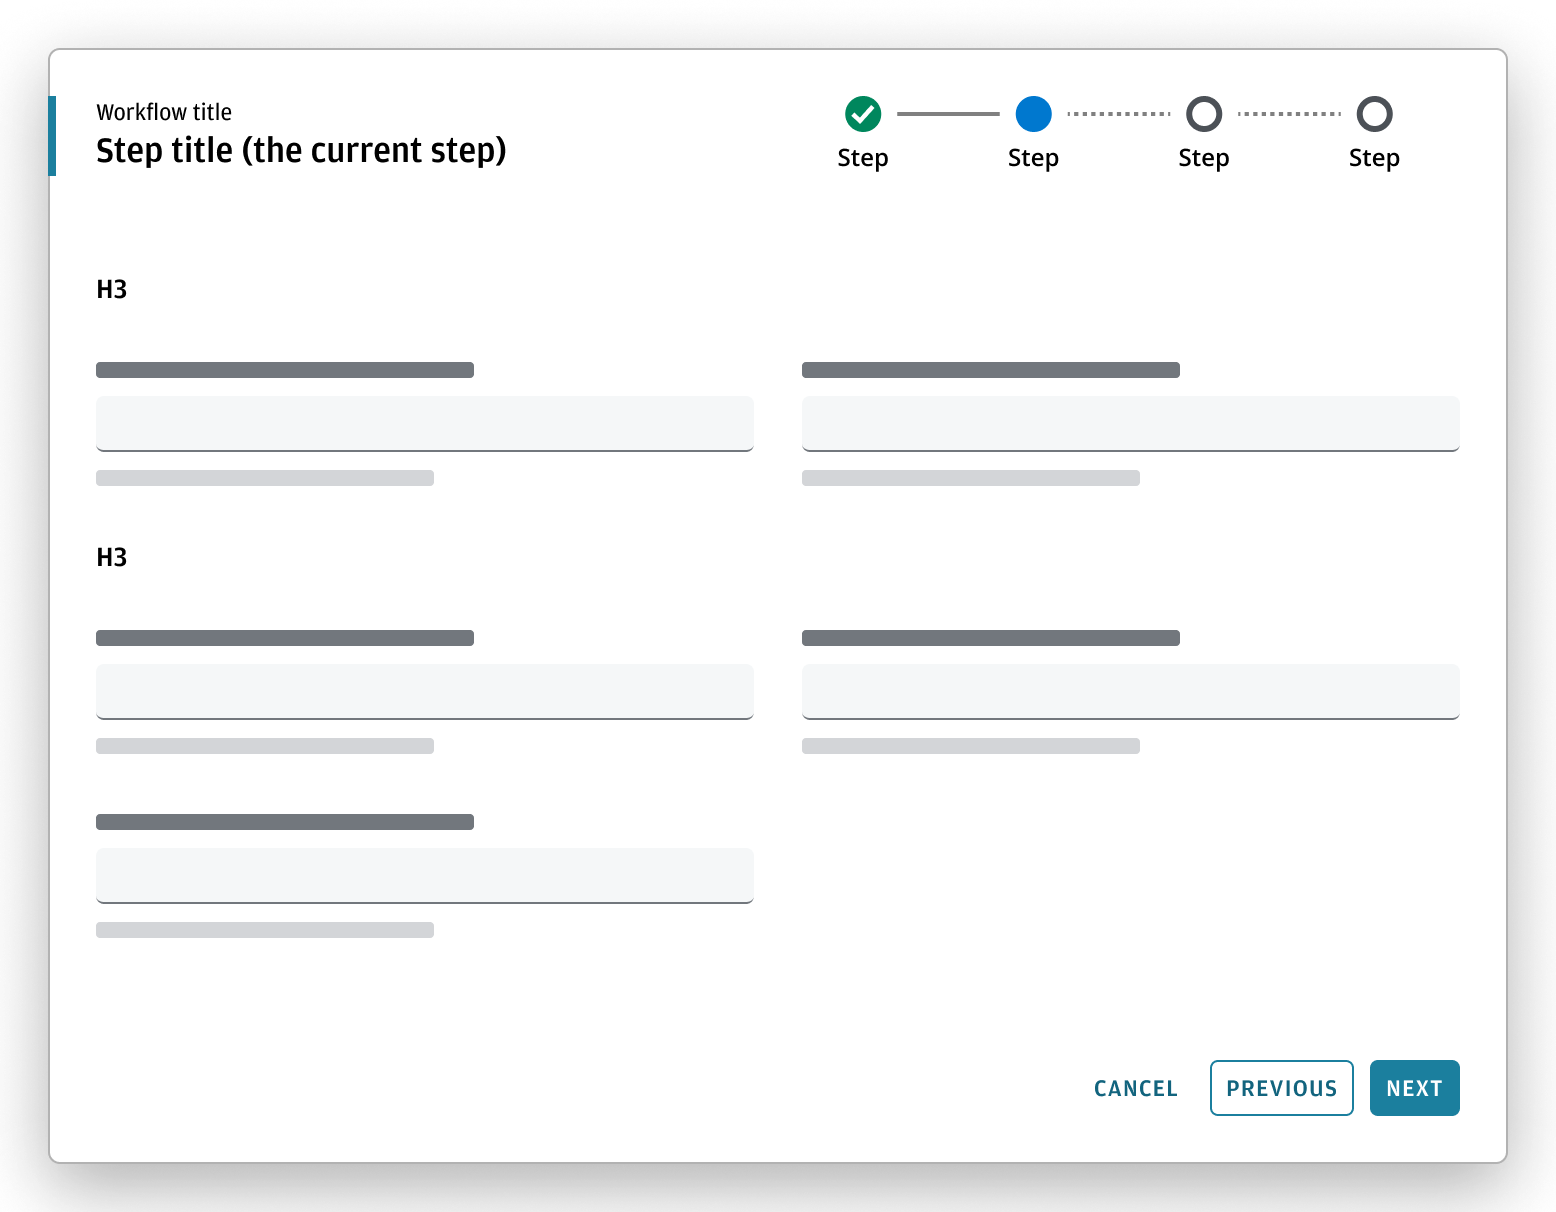 Workflow title
Step title (the current step)
Step Step Step Step
H3
H3
CANCEL PREVIOUS NEXT